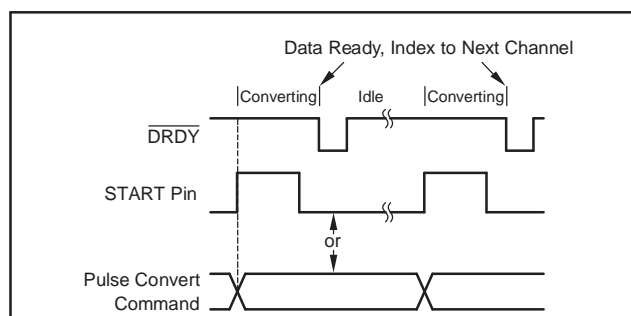 Data Ready, Index to Next Channel
Converting Idle Converting
DRDY
START Pin
or
Pulse Convert
Command